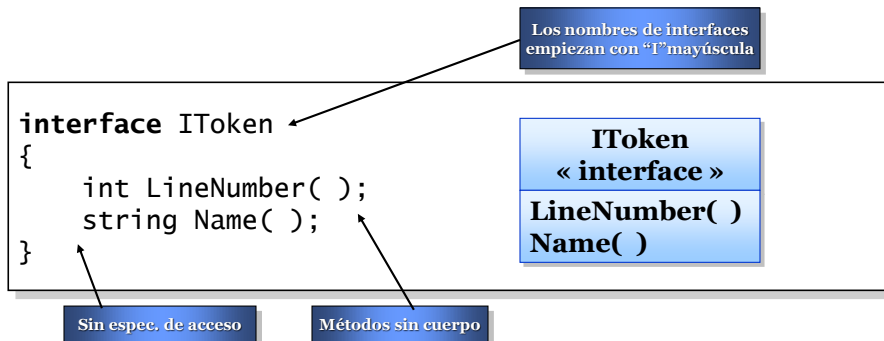 Los nombres de interfaces
empiezan con “I”mayúscula
interface IToken
{
int LineNumber( );
string Name( );
}
IToken
« interface »
LineNumber( )
Name( )
Sin espec. de acceso
Métodos sin cuerpo